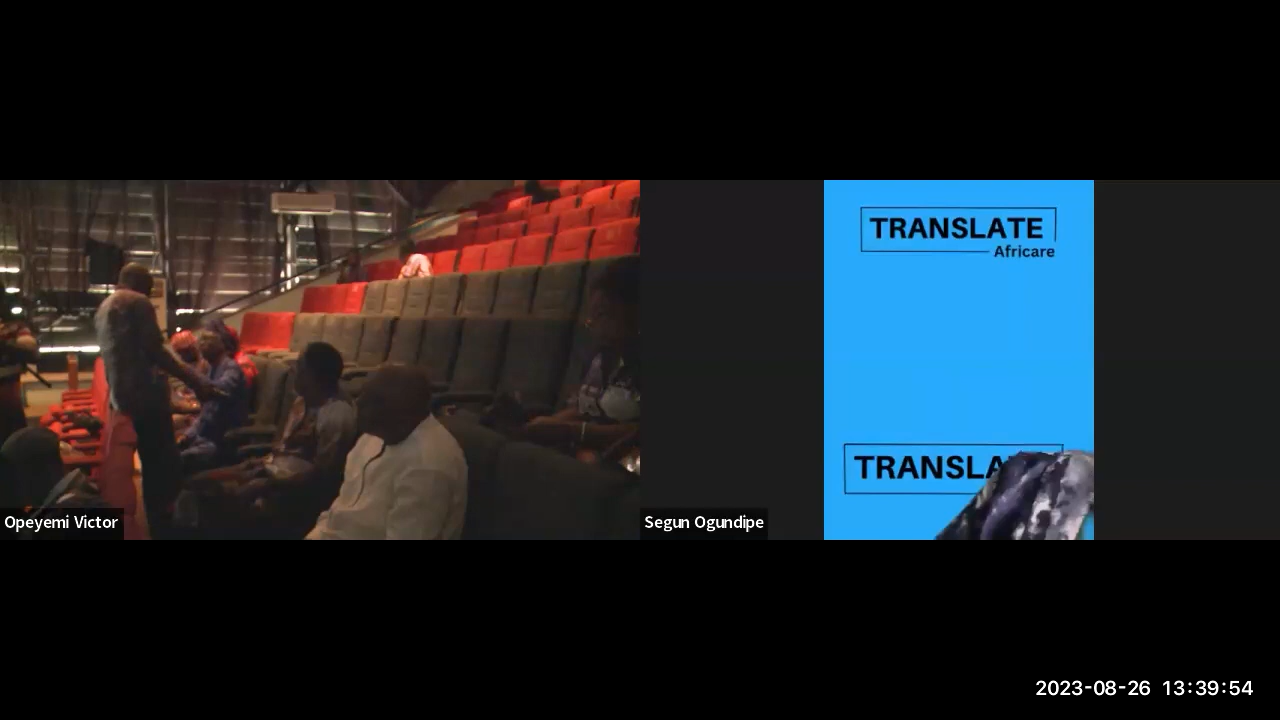 TRANSLATE
Africare
TRANSLA
Opeyemi Victor
Segun Ogundipe
2023-08-26 13:39:54